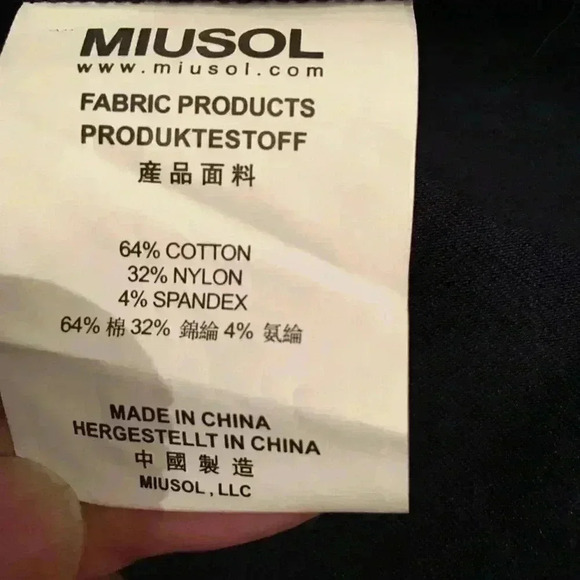 MIUSOL
www.miusol.com
FABRIC PRODUCTS
PRODUKTESTOFF
産品面料
64% COTTON
32% NYLON
4% SPANDEX
64% 棉 32% 錦綸 4% 氨綸
MADE IN CHINA
HERGESTELLT IN CHINA
中國製造
MIUSOL, LLC